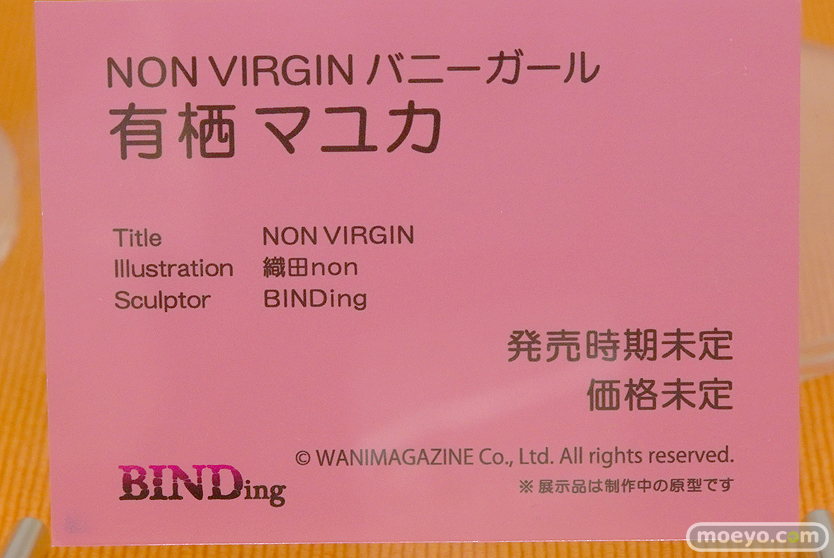 NON VIRGIN バニーガール
有栖 マユカ
Title NON VIRGIN
Illustration 織田non
Sculptor BINDing
発売時期未定
価格未定
© WANIMAGAZINE Co., Ltd. All rights reserved.
BINDing
※展示品は制作中の原型です
moeyo.com